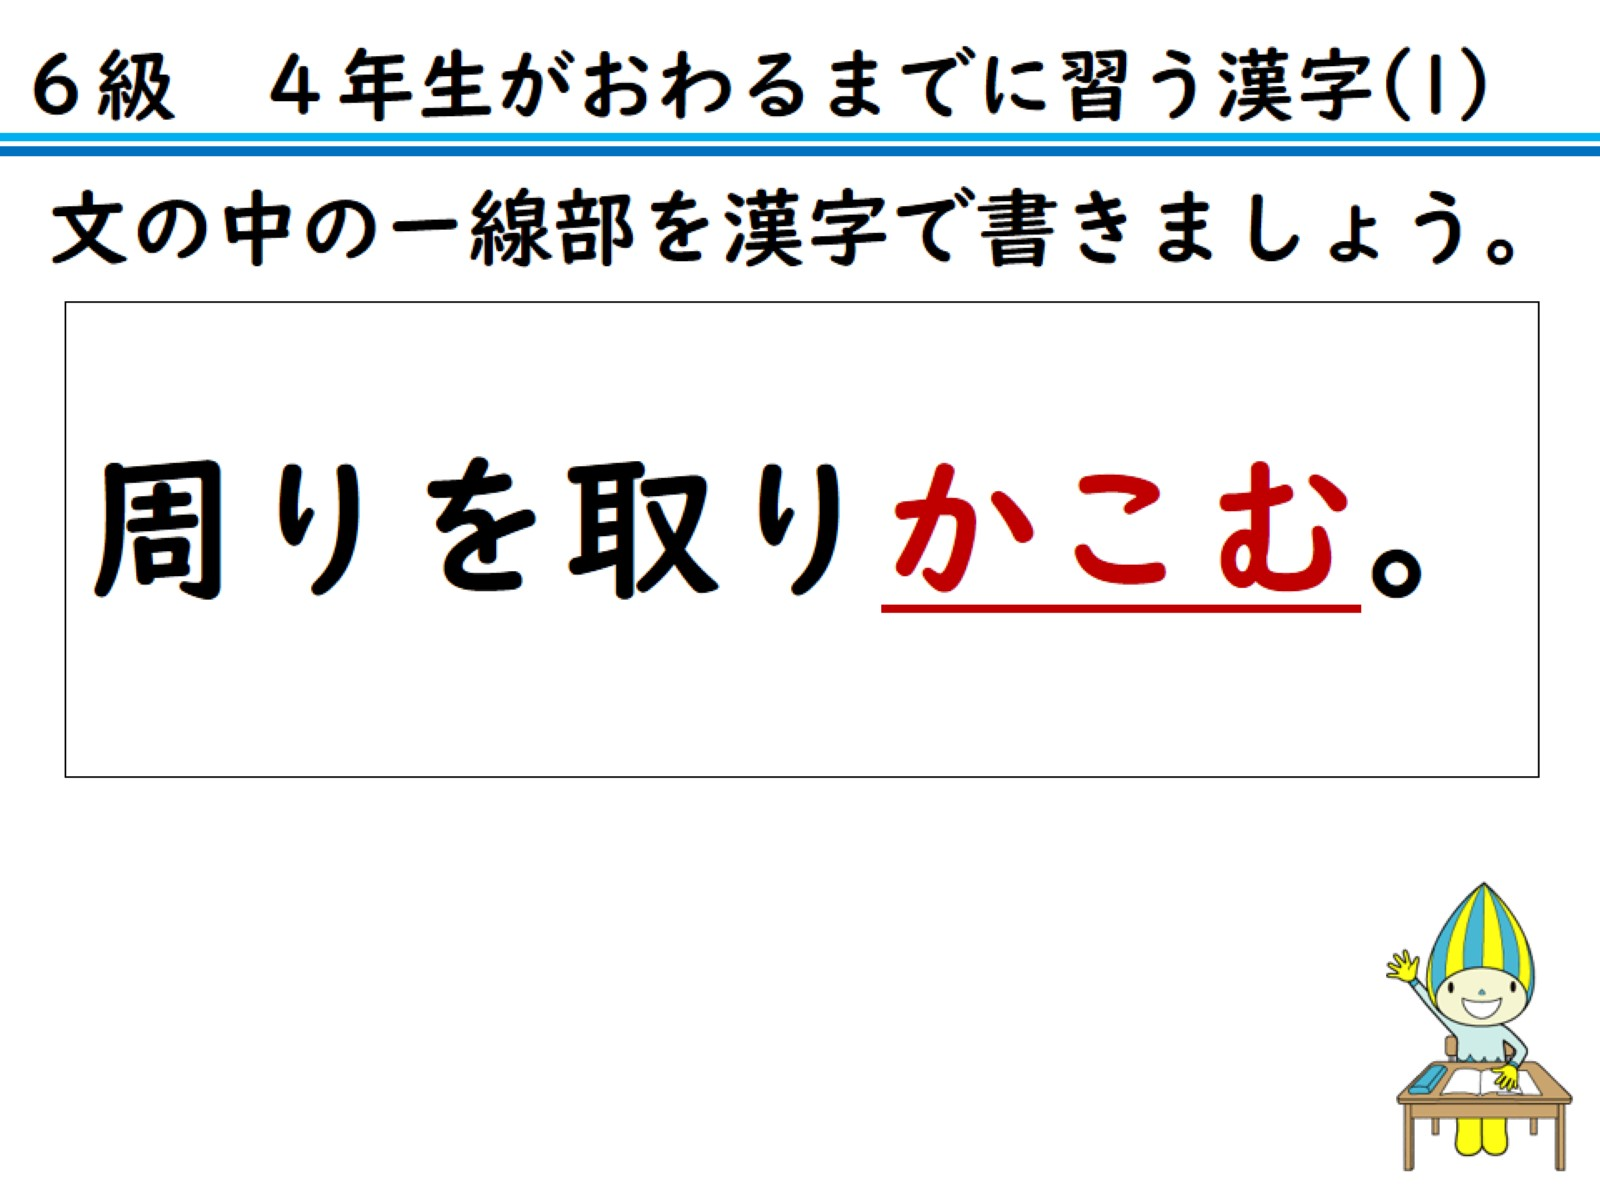 ６級　４年生がおわるまでに習う漢字(1)
文の中の一線部を漢字で書きましょう。
周りを取りかこむ。